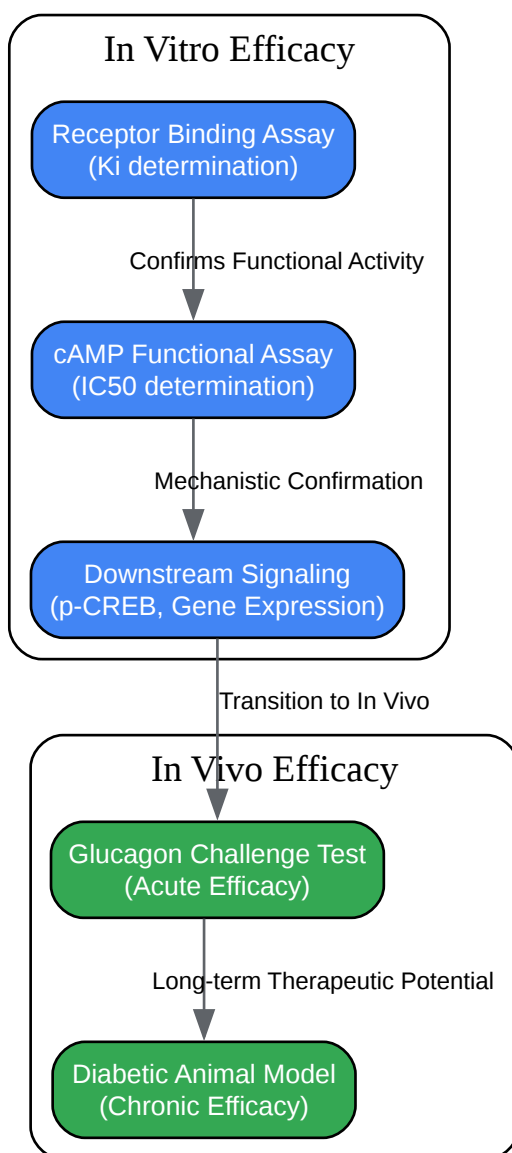 In Vitro Efficacy
Receptor Binding Assay
(Ki determination)
Confirms Functional Activity
cAMP Functional Assay
(IC50 determination)
Mechanistic Confirmation
Downstream Signaling
(p-CREB, Gene Expression)
Transition to In Vivo
In Vivo Efficacy
Glucagon Challenge Test
(Acute Efficacy)
Long-term Therapeutic Potential
Diabetic Animal Model
(Chronic Efficacy)